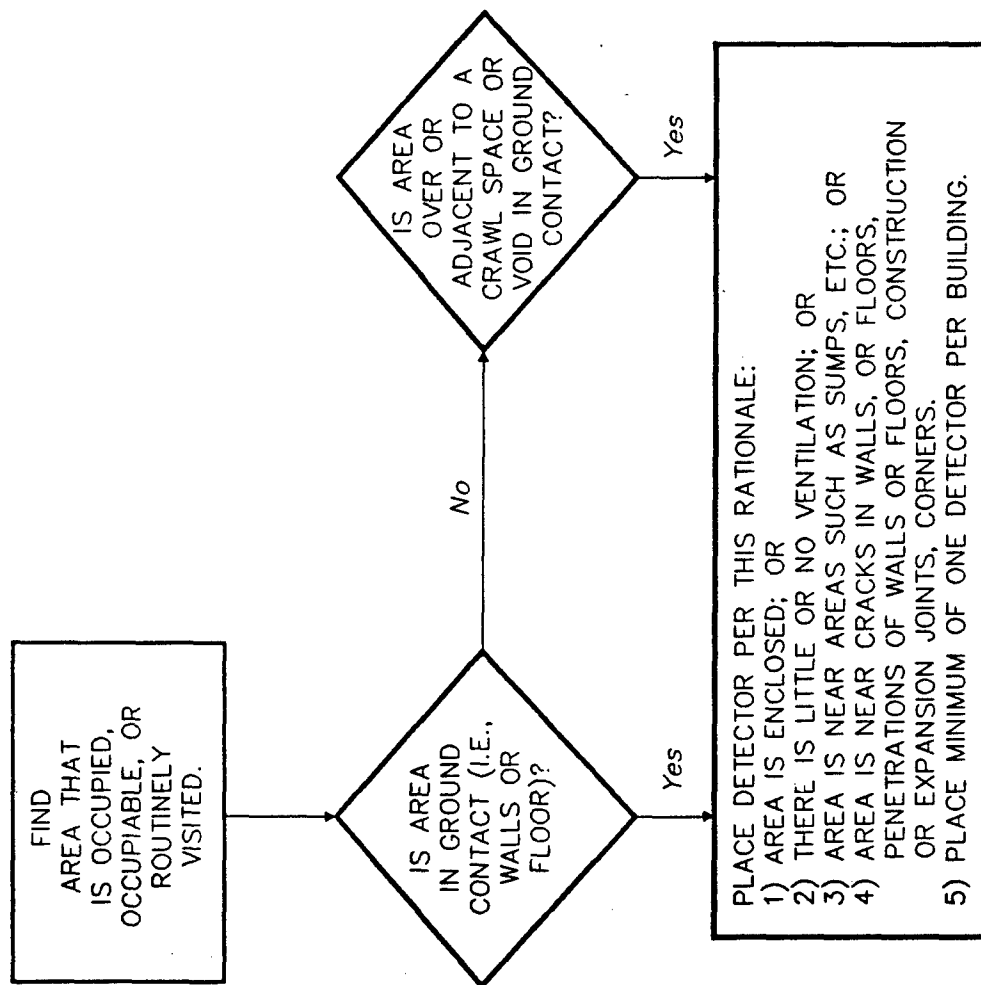 FIND
AREA THAT
IS OCCUPIED,
OCCUPIABLE, OR
ROUTINELY
VISITED.
IS AREA
IN GROUND
CONTACT (I.E.,
WALLS OR
FLOOR)?
No
IS AREA
OVER OR
ADJACENT TO A
CRAWL SPACE OR
VOID IN GROUND
CONTACT?
Yes
Yes
PLACE DETECTOR PER THIS RATIONALE:
1) AREA IS ENCLOSED; OR
2) THERE IS LITTLE OR NO VENTILATION; OR
3) AREA IS NEAR AREAS SUCH AS SUMPS, ETC.; OR
4) AREA IS NEAR CRACKS IN WALLS, OR FLOORS,
PENETRATIONS OF WALLS OR FLOORS, CONSTRUCTION
OR EXPANSION JOINTS, CORNERS.
5) PLACE MINIMUM OF ONE DETECTOR PER BUILDING.